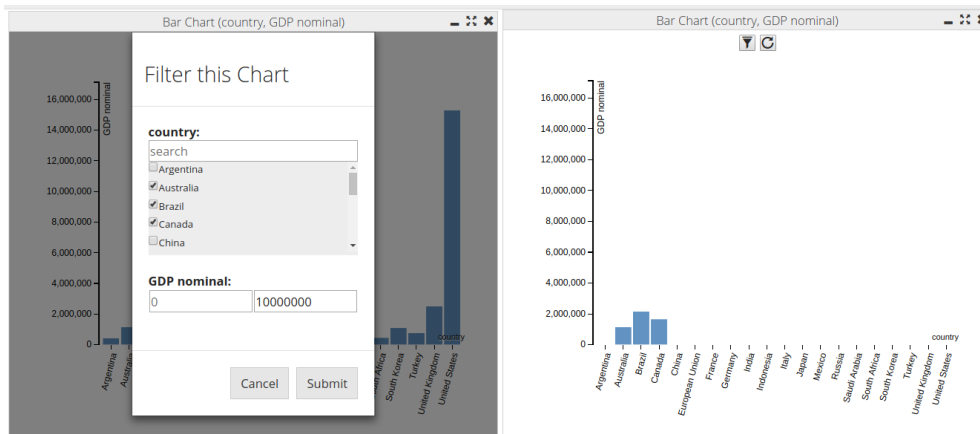 Bar Chart (country, GDP nominal)
Filter this Chart
country:
search
Argentina
Australia
Brazil
Canada
China
GDP nominal:
0
10000000
Cancel
Submit
16,000,000
14,000,000
12,000,000
10,000,000
8,000,000
6,000,000
4,000,000
2,000,000
0
GDP nominal
country
Argentina
South Korea
Turkey
United Kingdom
United States
Bar Chart (country, GDP nominal)
16,000,000
14,000,000
12,000,000
10,000,000
8,000,000
6,000,000
4,000,000
2,000,000
0
GDP nominal
country
Argentina
Australia
Brazil
Canada
China
European Union
France
Germany
India
Indonesia
Italy
Japan
Mexico
Russia
Saudi Arabia
South Africa
South Korea
Turkey
United Kingdom
United States